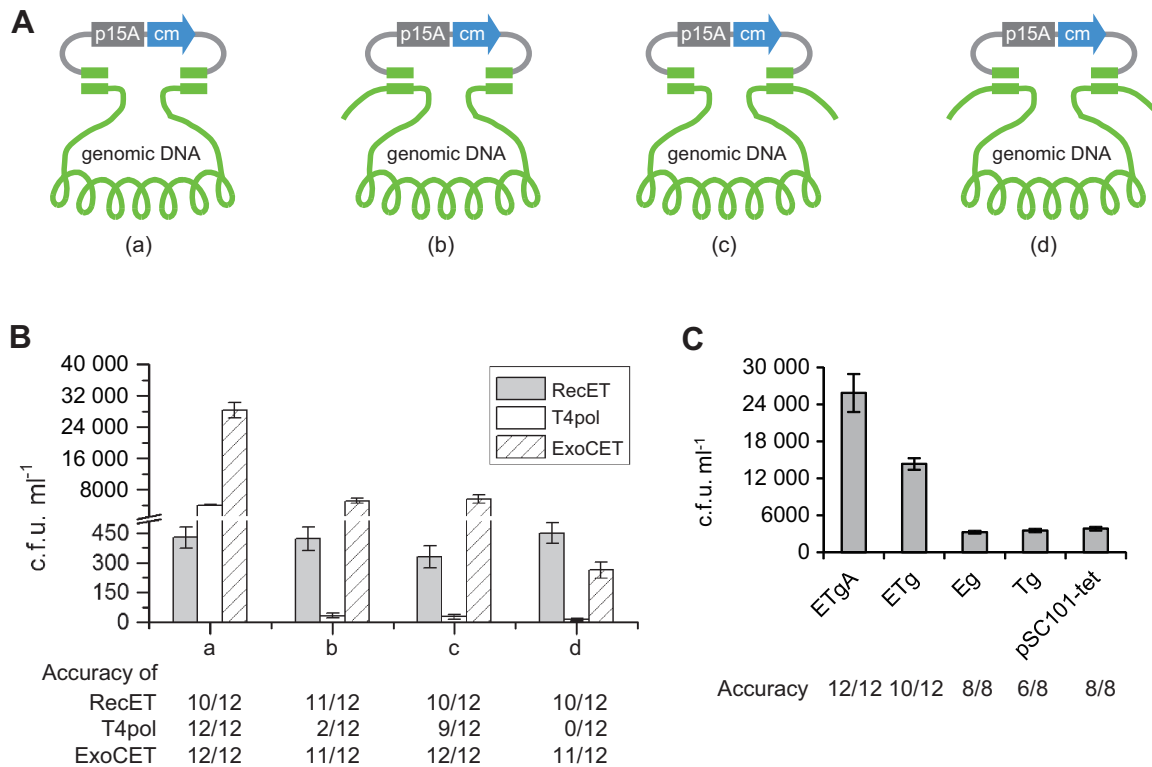 A
p15A cm
p15A cm
p15A cm
p15A cm
genomic DNA
genomic DNA
genomic DNA
genomic DNA
(a)
(b)
(c)
(d)
B
c.f.u. ml-1
40 000
32 000
28 000
24 000
16 000
8000
450
300
150
0
RecET
T4pol
ExoCET
a b c d
Accuracy of
RecET 10/12 11/12 10/12 10/12
T4pol 12/12 2/12 9/12 0/12
ExoCET 12/12 11/12 12/12 11/12
C
c.f.u. ml-1
30 000
24 000
18 000
12 000
6000
0
ETgA
ETg
Eg
Tg
pSC101-tet
Accuracy 12/12 10/12 8/8 6/8 8/8